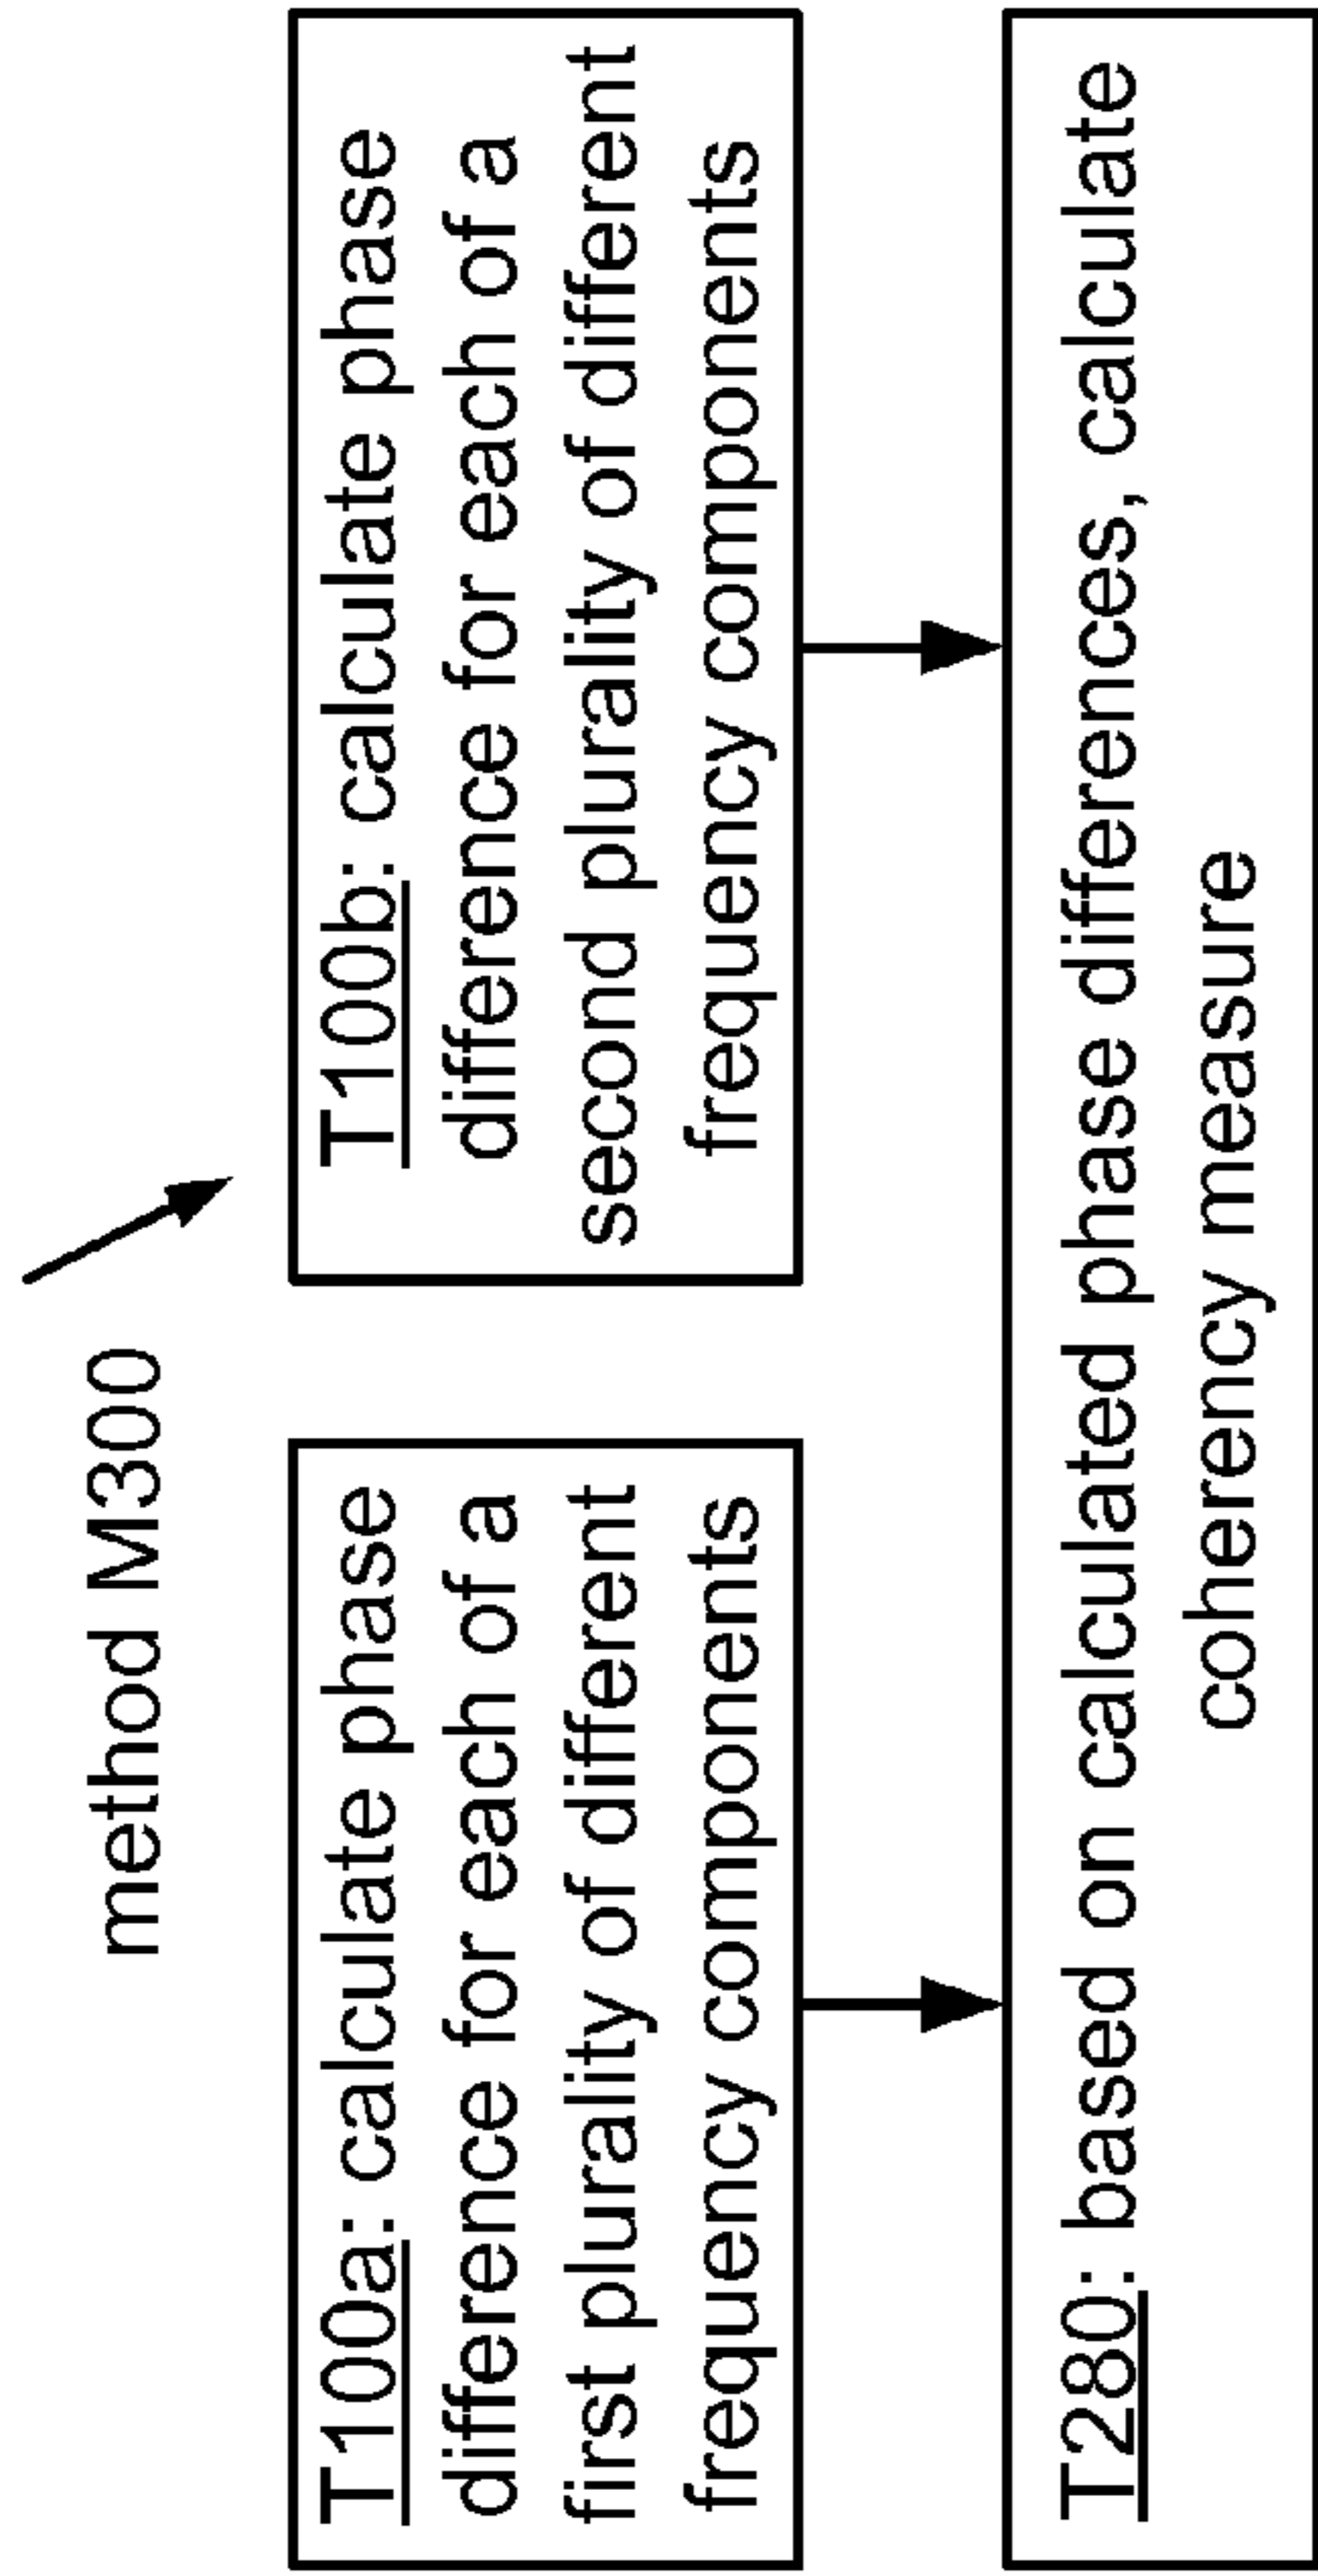 method M300
T100a: calculate phase
difference for each of a
first plurality of different
frequency components
T100b: calculate phase
difference for each of a
second plurality of different
frequency components
T280: based on calculated phase differences, calculate
coherency measure